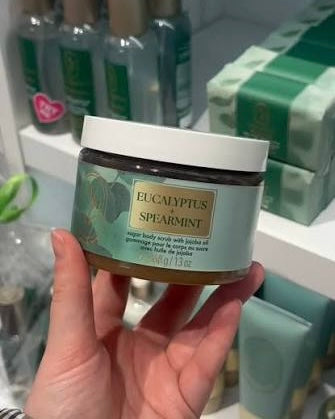 EUCALYPTUS
+
SPEARMINT
sugar body scrub with jojoba oil
gommage pour le corps au sucre
avec huile de jojoba
13 oz